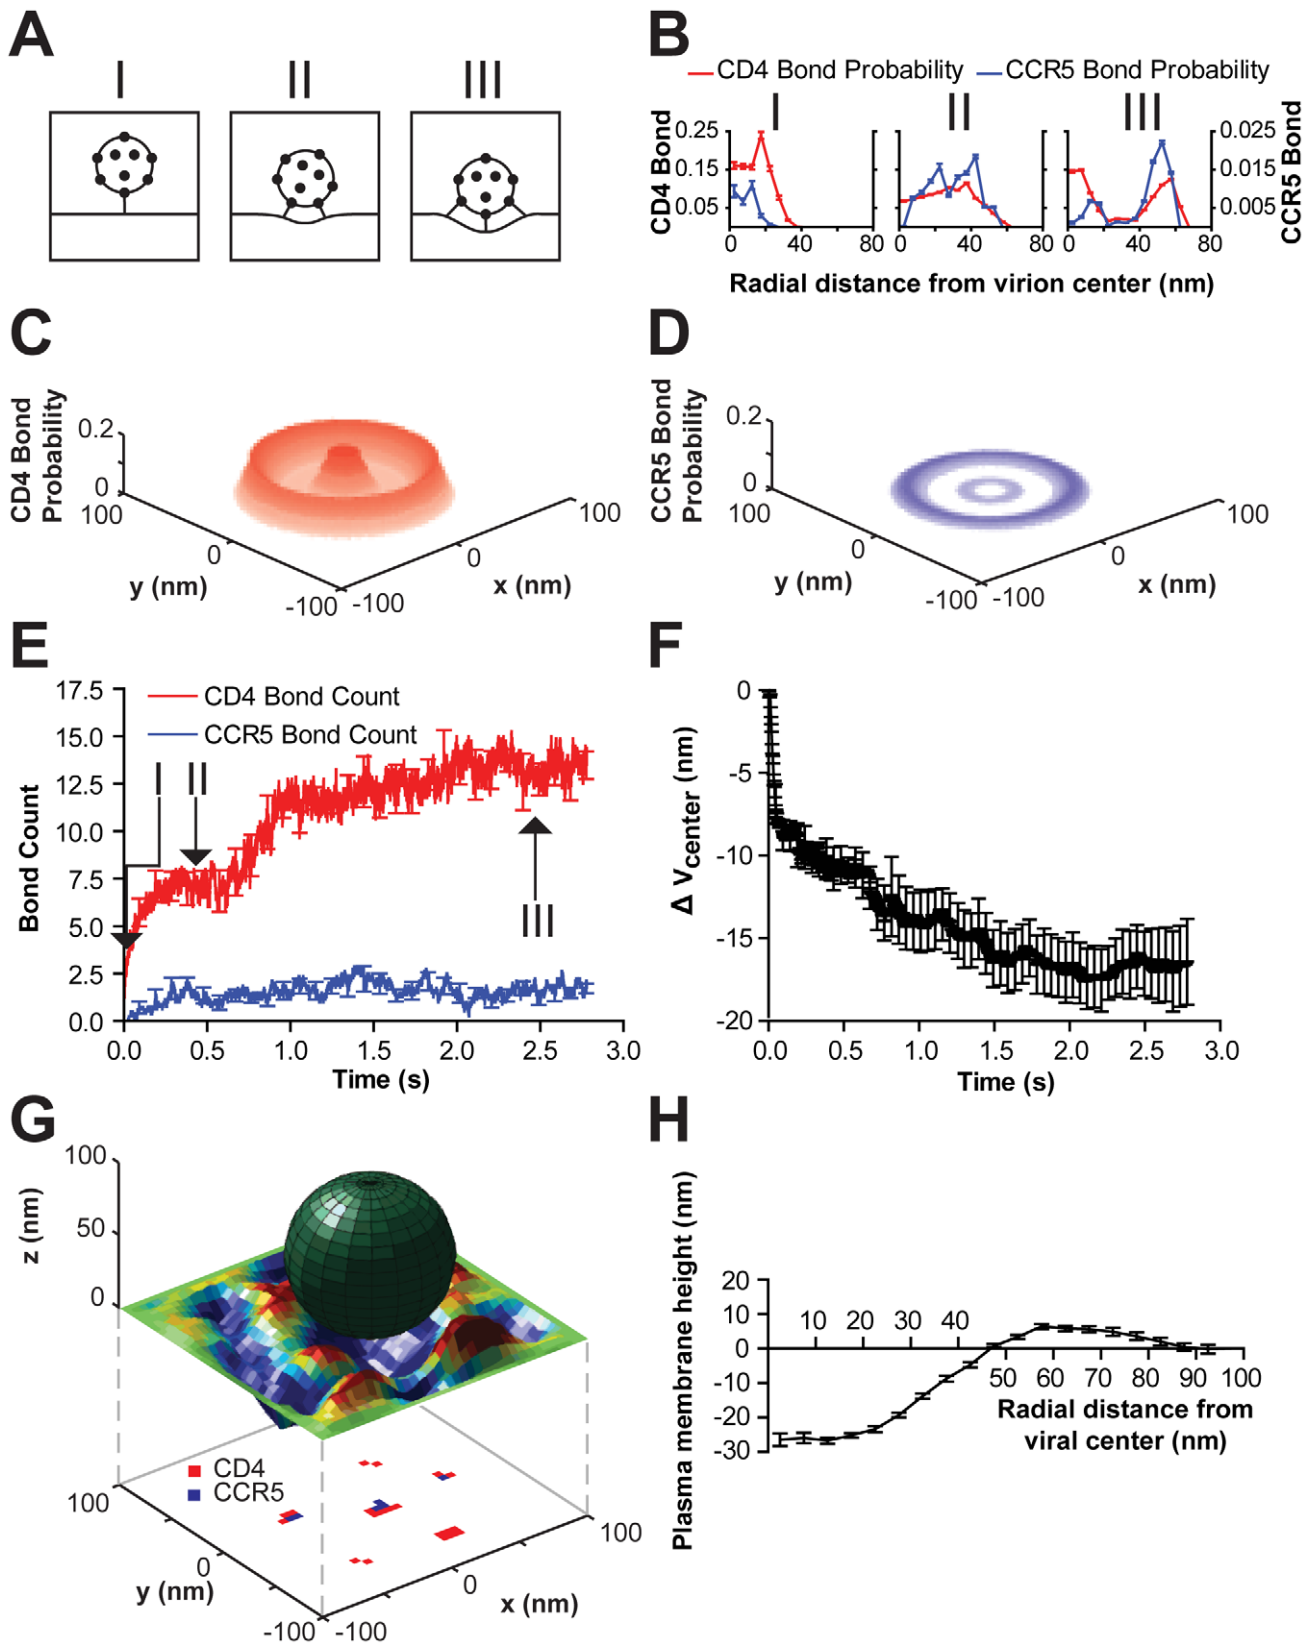 A
I
II
III
B
CD4 Bond Probability
CCR5 Bond Probability
I
II
III
CD4 Bond
0.25
0.15
0.05
0.025
0.015
0.005
CCR5 Bond
0 40 80
0 40 80
0 40 80
Radial distance from virion center (nm)
C
CD4 Bond
Probability
0.2
0
100
0
-100
y (nm)
-100
0
100
x (nm)
D
CCR5 Bond
Probability
0.2
0
100
0
-100
y (nm)
-100
0
100
x (nm)
E
CD4 Bond Count
CCR5 Bond Count
I
II
III
Bond Count
17.5
15.0
12.5
10.0
7.5
5.0
2.5
0.0
0.0 0.5 1.0 1.5 2.0 2.5 3.0
Time (s)
F
Δ Vcenter (nm)
0
-5
-10
-15
-20
0.0 0.5 1.0 1.5 2.0 2.5 3.0
Time (s)
G
z (nm)
100
50
0
CD4
CCR5
100
0
-100
y (nm)
-100
0
100
x (nm)
H
Plasma membrane height (nm)
20
10
0
-10
-20
-30
10 20 30 40
50 60 70 80 90 100
Radial distance from
viral center (nm)